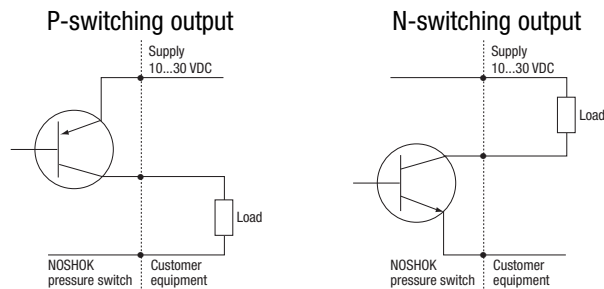 P-switching output
Supply
10...30 VDC
Load
NOSHOK
pressure switch
Customer
equipment
N-switching output
Supply
10...30 VDC
Load
NOSHOK
pressure switch
Customer
equipment